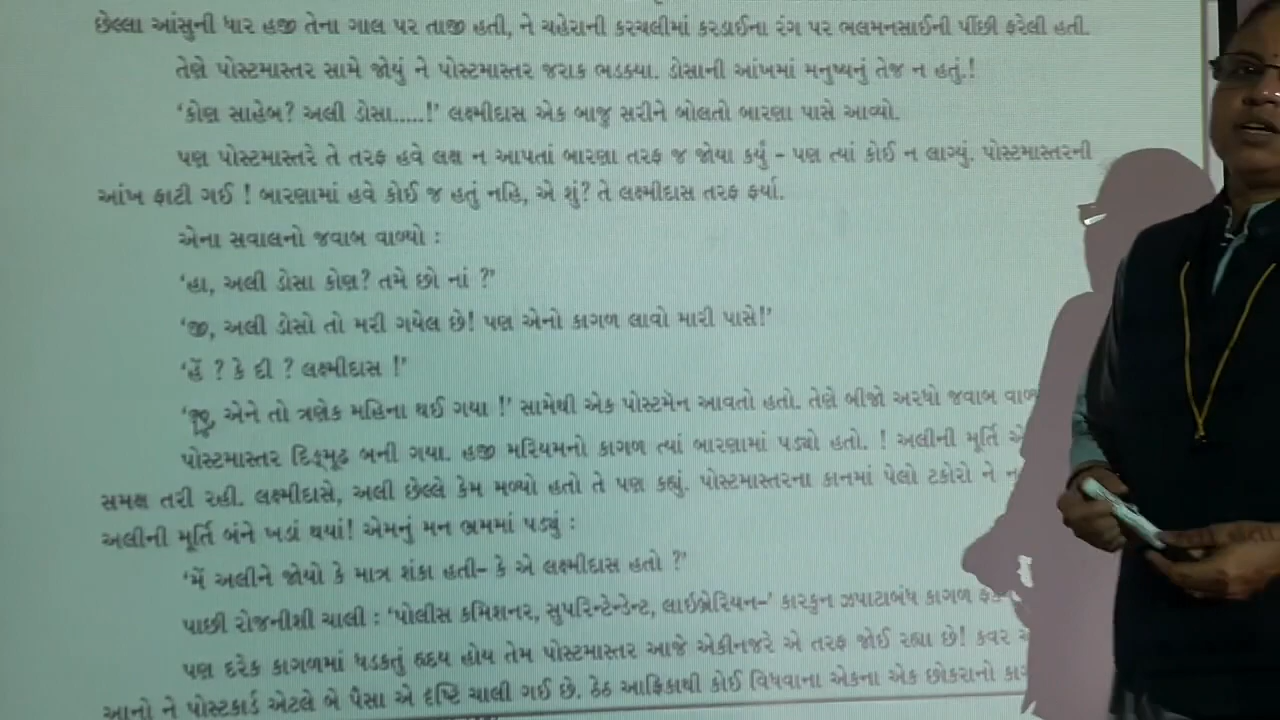 છેલ્લા આંસુની ધાર હજી તેના ગાલ પર તાજી હતી, ને ચહેરાની કરચલીમાં કરડાઈના રંગ પર ભલમનસાઈની પીંછી ફરેલી હતી.
તેણે પોસ્ટમાસ્તર સામે જોયું ને પોસ્ટમાસ્તર જરાક ભડક્યા. ડોસાની આંખમાં મનુષ્યનું તેજ ન હતું.!
‘કોણ સાહેબ? અલી ડોસા.....!’ લક્ષ્મીદાસ એક બાજુ સરીને બોલતો બારણા પાસે આવ્યો.
પણ પોસ્ટમાસ્તરે તે તરફ હવે લક્ષ ન આપતાં બારણા તરફ જ જોયા કર્યું – પણ ત્યાં કોઈ ન લાગ્યું. પોસ્ટમાસ્તરની
આંખ ફાટી ગઈ ! બારણામાં હવે કોઈ જ હતું નહિ, એ શું? તે લક્ષ્મીદાસ તરફ ફર્યા.
એના સવાલનો જવાબ વાળ્યો :
‘હા, અલી ડોસા કોણ? તમે છો નાં ?’
‘જી, અલી ડોસો તો મરી ગયેલ છે! પણ એનો કાગળ લાવો મારી પાસે!’
‘હેં ? કે દી ? લક્ષ્મીદાસ !’
‘જી, એને તો ત્રણેક મહિના થઈ ગયા !’ સામેથી એક પોસ્ટમેન આવતો હતો. તેણે બીજો અરધો જવાબ
પોસ્ટમાસ્તર દિઙ્મૂઢ બની ગયા. હજી મરિયમનો કાગળ ત્યાં બારણામાં પડ્યો હતો. ! અલીની મૂર્તિ
સમક્ષ તરી રહી. લક્ષ્મીદાસે, અલી છેલ્લે કેમ મળ્યો હતો તે પણ કહ્યું. પોસ્ટમાસ્તરના કાનમાં પેલો ટકોરો ને
અલીની મૂર્તિ બંને ખડાં થયાં! એમનું મન ભ્રમમાં પડ્યું :
‘મેં અલીને જોયો કે માત્ર શંકા હતી– કે એ લક્ષ્મીદાસ હતો ?’
પાછી રોજનીશી ચાલી : ‘પોલીસ કમિશનર, સુપરિન્ટેન્ડેન્ટ, લાઈબ્રેરિયન–’ કારકુન ઝપાટાબંધ કાગળ
પણ દરેક કાગળમાં ધડકતું હૃદય હોય તેમ પોસ્ટમાસ્તર આજે એકીનજરે એ તરફ જોઈ રહ્યા છે! કવર
આનો ને પોસ્ટકાર્ડ એટલે બે પૈસા એ દૃષ્ટિ ચાલી ગઈ છે. ઠેઠ આફ્રિકાથી કોઈ વિધવાના એકના એક છોકરાનો